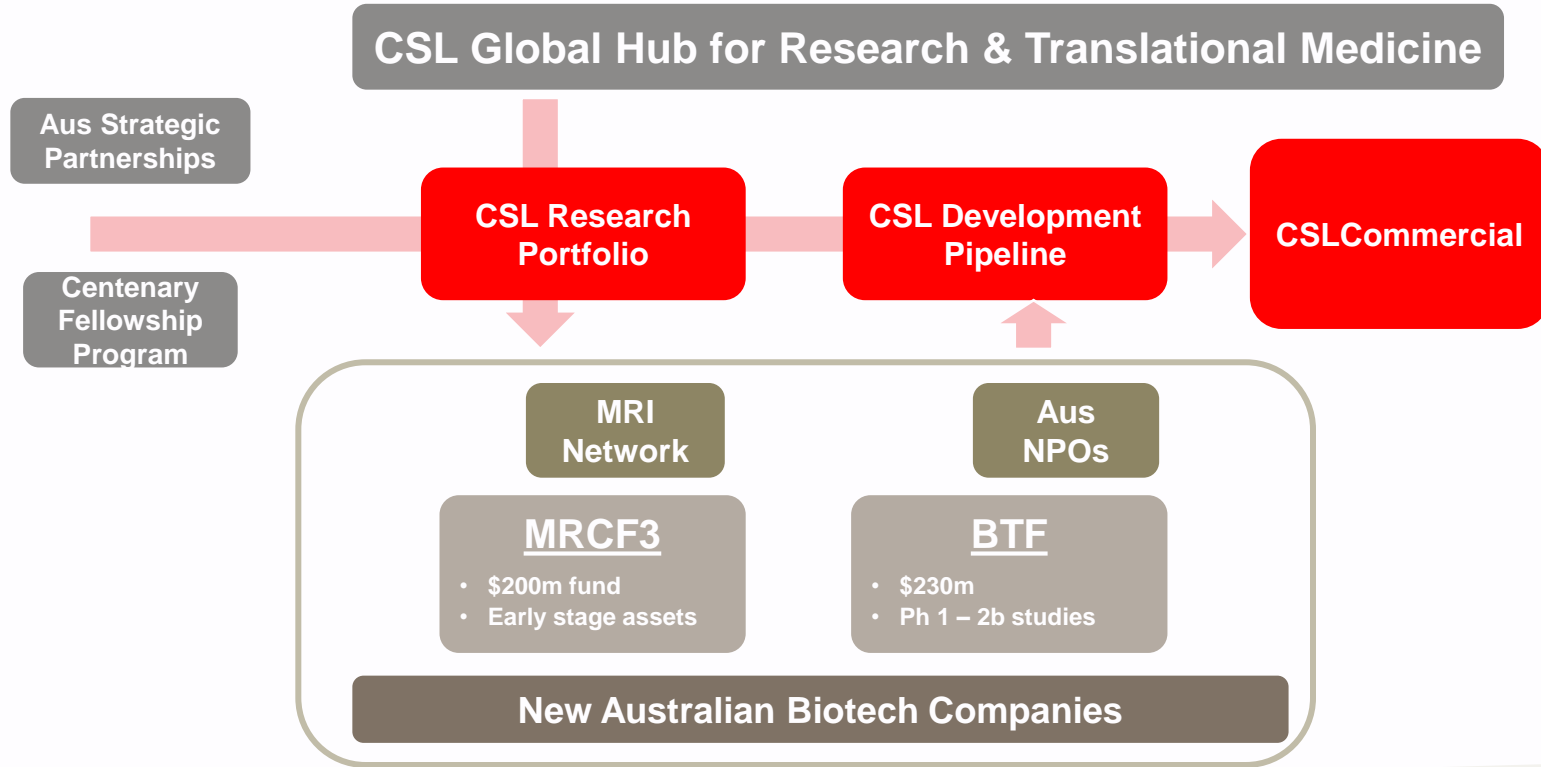 CSL Global Hub for Research & Translational Medicine
Aus Strategic
Partnerships
CSL Research
Portfolio
CSL Development
Pipeline
CSLCommercial
Centenary
Fellowship
Program
MRI
Network
Aus
NPOs
MRCF3
• $200m fund
• Early stage assets
BTF
• $230m
• Ph 1 – 2b studies
New Australian Biotech Companies